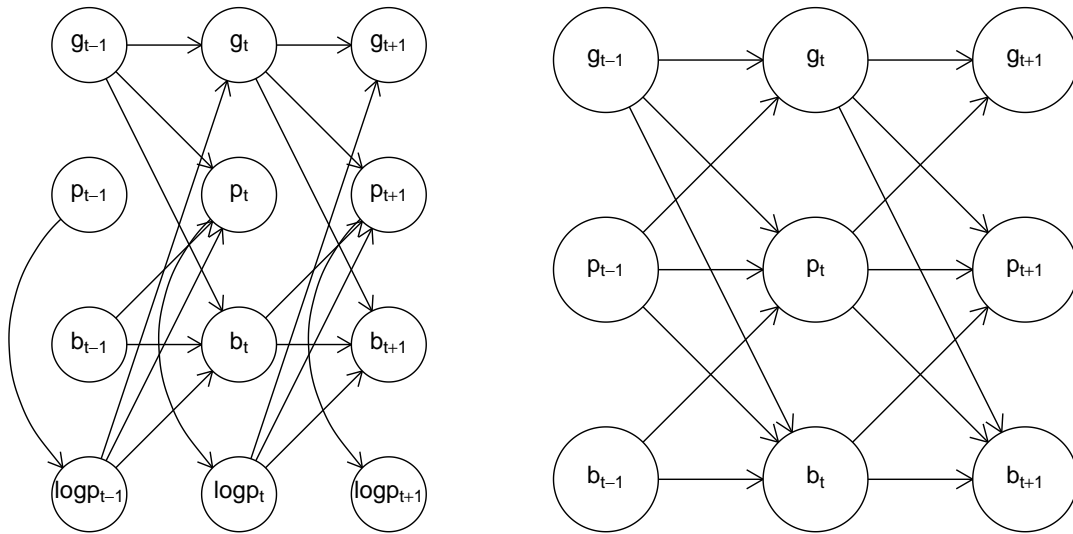 g_{t−1} g_t g_{t+1}
p_{t−1} p_t p_{t+1}
b_{t−1} b_t b_{t+1}
logp_{t−1} logp_t logp_{t+1}
g_{t−1} g_t g_{t+1}
p_{t−1} p_t p_{t+1}
b_{t−1} b_t b_{t+1}